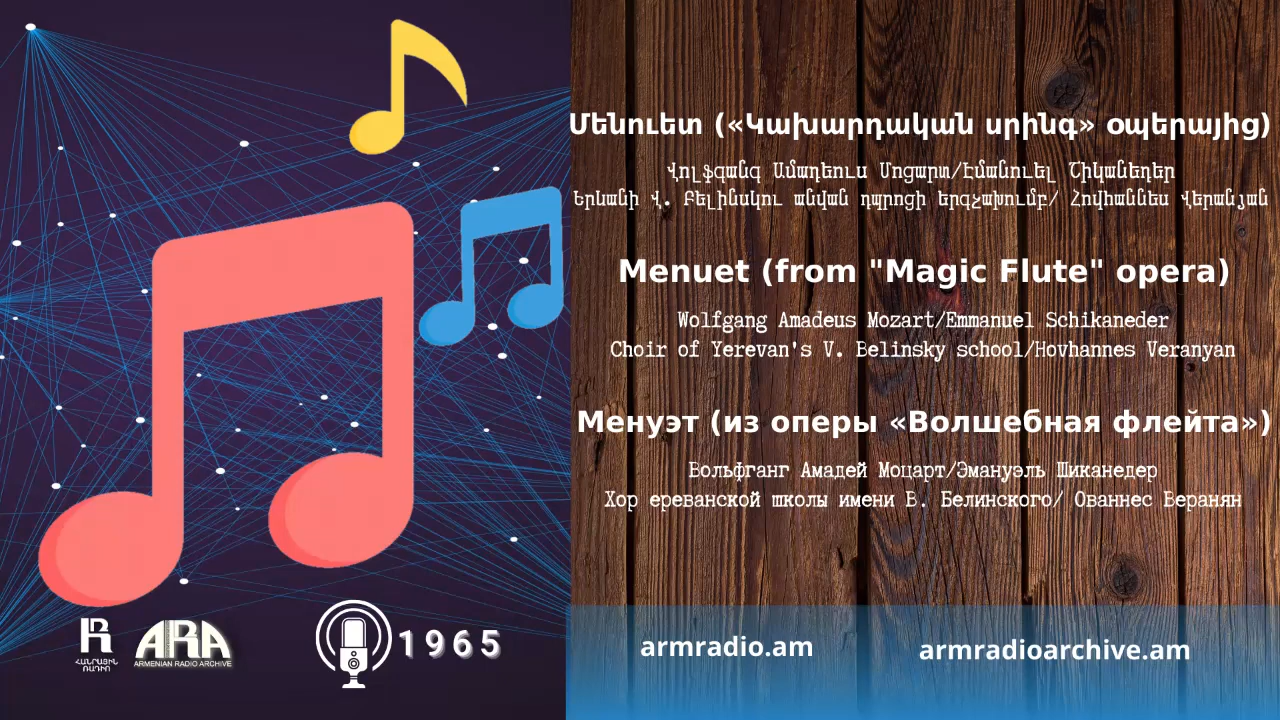 Մենուետ («Կախարդական սրինգ» օպերայից)
Վոլֆգանգ Ամադեուս Մոցարտ/Էմանուել Շիկանեդեր
Երևանի Վ. Բելինսկու անվան դպրոցի երգչախումբ/ Հովհաննես Վերանյան
Menuet (from "Magic Flute" opera)
Wolfgang Amadeus Mozart/Emmanuel Schikaneder
Choir of Yerevan's V. Belinsky school/Hovhannes Veranyan
Менуэт (из оперы «Волшебная флейта»)
Вольфганг Амадей Моцарт/Эмануэль Шиканедер
Хор ереванской школы имени В. Белинского/ Ованнес Веранян
ՀԱՆՐԱՅԻՆ
ՌԱԴԻՈ
ARA
ARMENIAN RADIO ARCHIVE
1965
armradio.am
armradioarchive.am